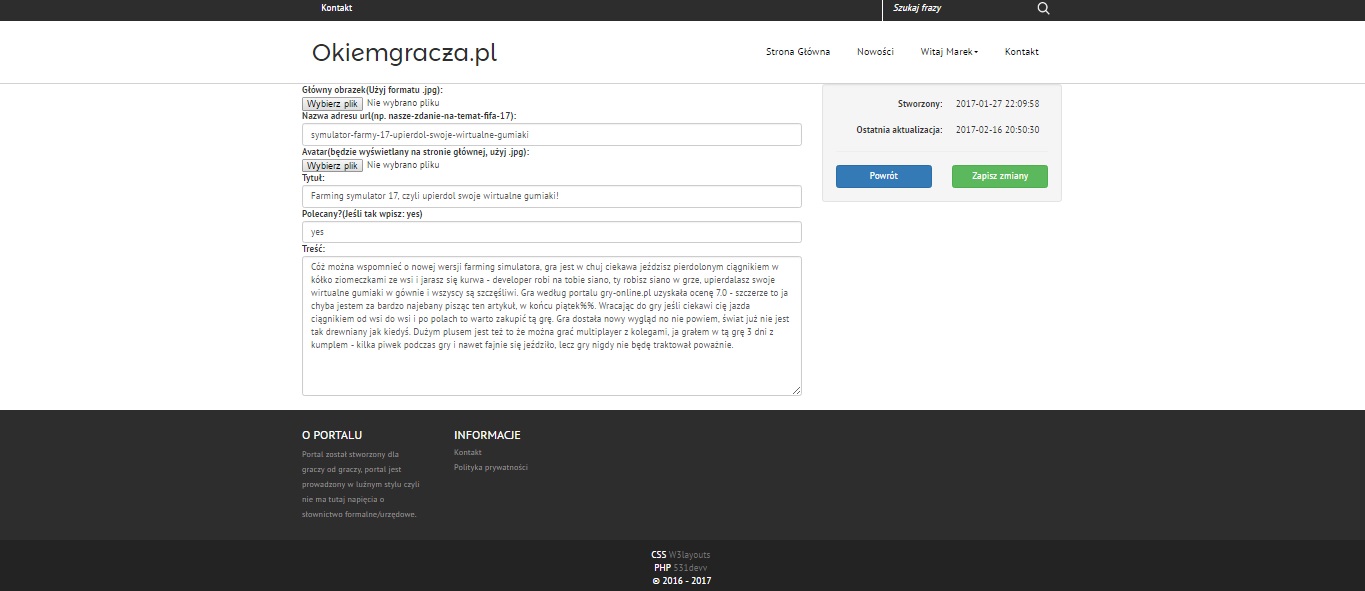 Kontakt
Szukaj frazy
Okiemgracza.pl
Strona Główna
Nowości
Witaj Marek
Kontakt
Główny obrazek(Użyj formatu .jpg):
Wybierz plik Nie wybrano pliku
Nazwa adresu url(np. nasze-zdanie-na-temat-fifa-17):
symulator-farmy-17-upierdol-swoje-wirtualne-gumiaki
Avatar(będzie wyświetlany na stronie głównej, użyj .jpg):
Wybierz plik Nie wybrano pliku
Tytuł:
Farming symulator 17, czyli upierdol swoje wirtualne gumiaki!
Polecany?(Jeśli tak wpisz: yes)
yes
Treść:
Cóż można wspomnieć o nowej wersji farming simulatora, gra jest w chuj ciekawa jeździsz pierdolonym ciągnikiem w
kółko ziomeczkami ze wsi i jarasz się kurwa - developer robi na tobie siano, ty robisz siano w grze, upierdalasz swoje
wirtualne gumiaki w gównie i wszyscy są szczęśliwi. Gra według portalu gry-online.pl uzyskała ocenę 7.0 - szczerze to ja
chyba jestem za bardzo najebany pisząc ten artykuł, w końcu piątek%%. Wracając do gry jeśli ciekawi cię jazda
ciągnikiem od wsi do wsi i po polach to warto zakupić tą grę. Gra dostała nowy wygląd no nie powiem, świat już nie jest
tak drewniany jak kiedyś. Dużym plusem jest też to że można grać multiplayer z kolegami, ja grałem w tą grę 3 dni z
kumplem - kilka piwek podczas gry i nawet fajnie się jeździło, lecz gry nigdy nie będę traktował poważnie.
Stworzony: 2017-01-27 22:09:58
Ostatnia aktualizacja: 2017-02-16 20:50:30
Powrót
Zapisz zmiany
O PORTALU
Portal został stworzony dla
graczy od graczy, portal jest
prowadzony w luźnym stylu czyli
nie ma tutaj napięcia o
słownictwo formalne/urzędowe.
INFORMACJE
Kontakt
Polityka prywatności
CSS W3layouts
PHP 531devv
© 2016 - 2017